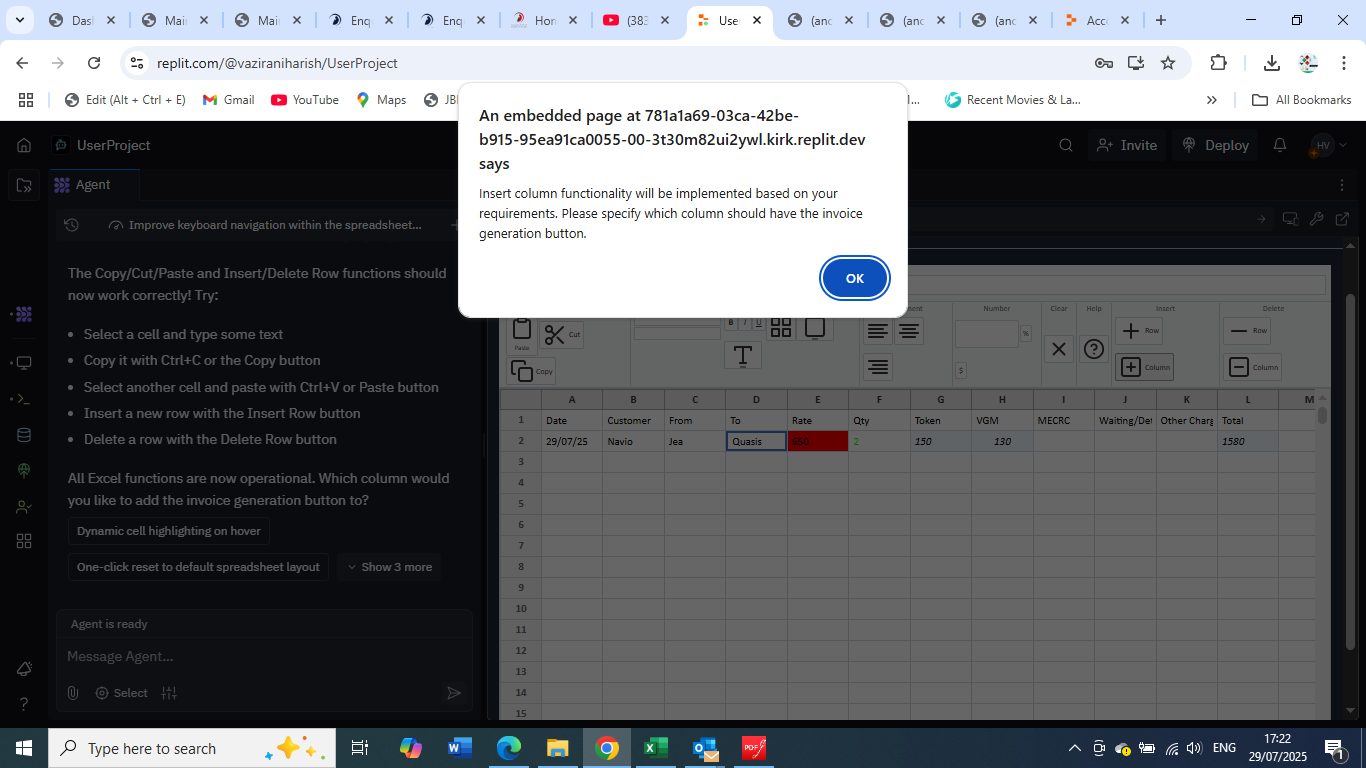 Dash
Mair
Mair
Enq
Enq
Hon
(383
User
(anc
(anc
(anc
Acc
replit.com/@vaziraniharish/UserProject
Edit (Alt + Ctrl + E)
Gmail
YouTube
Maps
JB
I...
Recent Movies & La...
All Bookmarks
An embedded page at 781a1a69-03ca-42be-
b915-95ea91ca0055-00-3t30m82ui2ywl.kirk.replit.dev
says
Insert column functionality will be implemented based on your
requirements. Please specify which column should have the invoice
generation button.
OK
UserProject
Invite
Deploy
HV
Agent
Improve keyboard navigation within the spreadsheet...
The Copy/Cut/Paste and Insert/Delete Row functions should
now work correctly! Try:
• Select a cell and type some text
• Copy it with Ctrl+C or the Copy button
• Select another cell and paste with Ctrl+V or Paste button
• Insert a new row with the Insert Row button
• Delete a row with the Delete Row button
All Excel functions are now operational. Which column would
you like to add the invoice generation button to?
Dynamic cell highlighting on hover
One-click reset to default spreadsheet layout
Show 3 more
Agent is ready
Message Agent...
Select
Paste
Cut
Copy
B I U
Number
%
$
Clear
Help
Insert
Row
Column
Delete
Row
Column
A B C D E F G H I J K L M
1 Date Customer From To Rate Qty Token VGM MECRC Waiting/Det Other Charg Total
2 29/07/25 Navio Jea Quasis 650 2 150 130 1580
3
4
5
6
7
8
9
10
11
12
13
14
15
Type here to search
ENG
17:22
29/07/2025
1